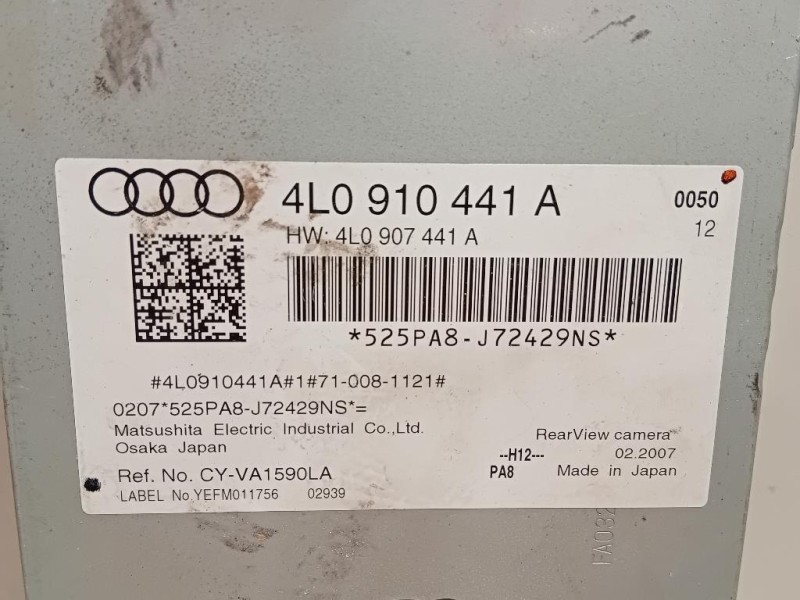 4L0 910 441 A
0050
HW: 4L0 907 441 A
12
*525PA8-J72429NS*
#4L0910441A#1#71-008-1121#
0207*525PA8-J72429NS*=
Matsushita Electric Industrial Co.,Ltd.
Osaka Japan
RearView camera
--H12---
02.2007
PA8
Made in Japan
Ref. No. CY-VA1590LA
LABEL No.YEFM011756
02939